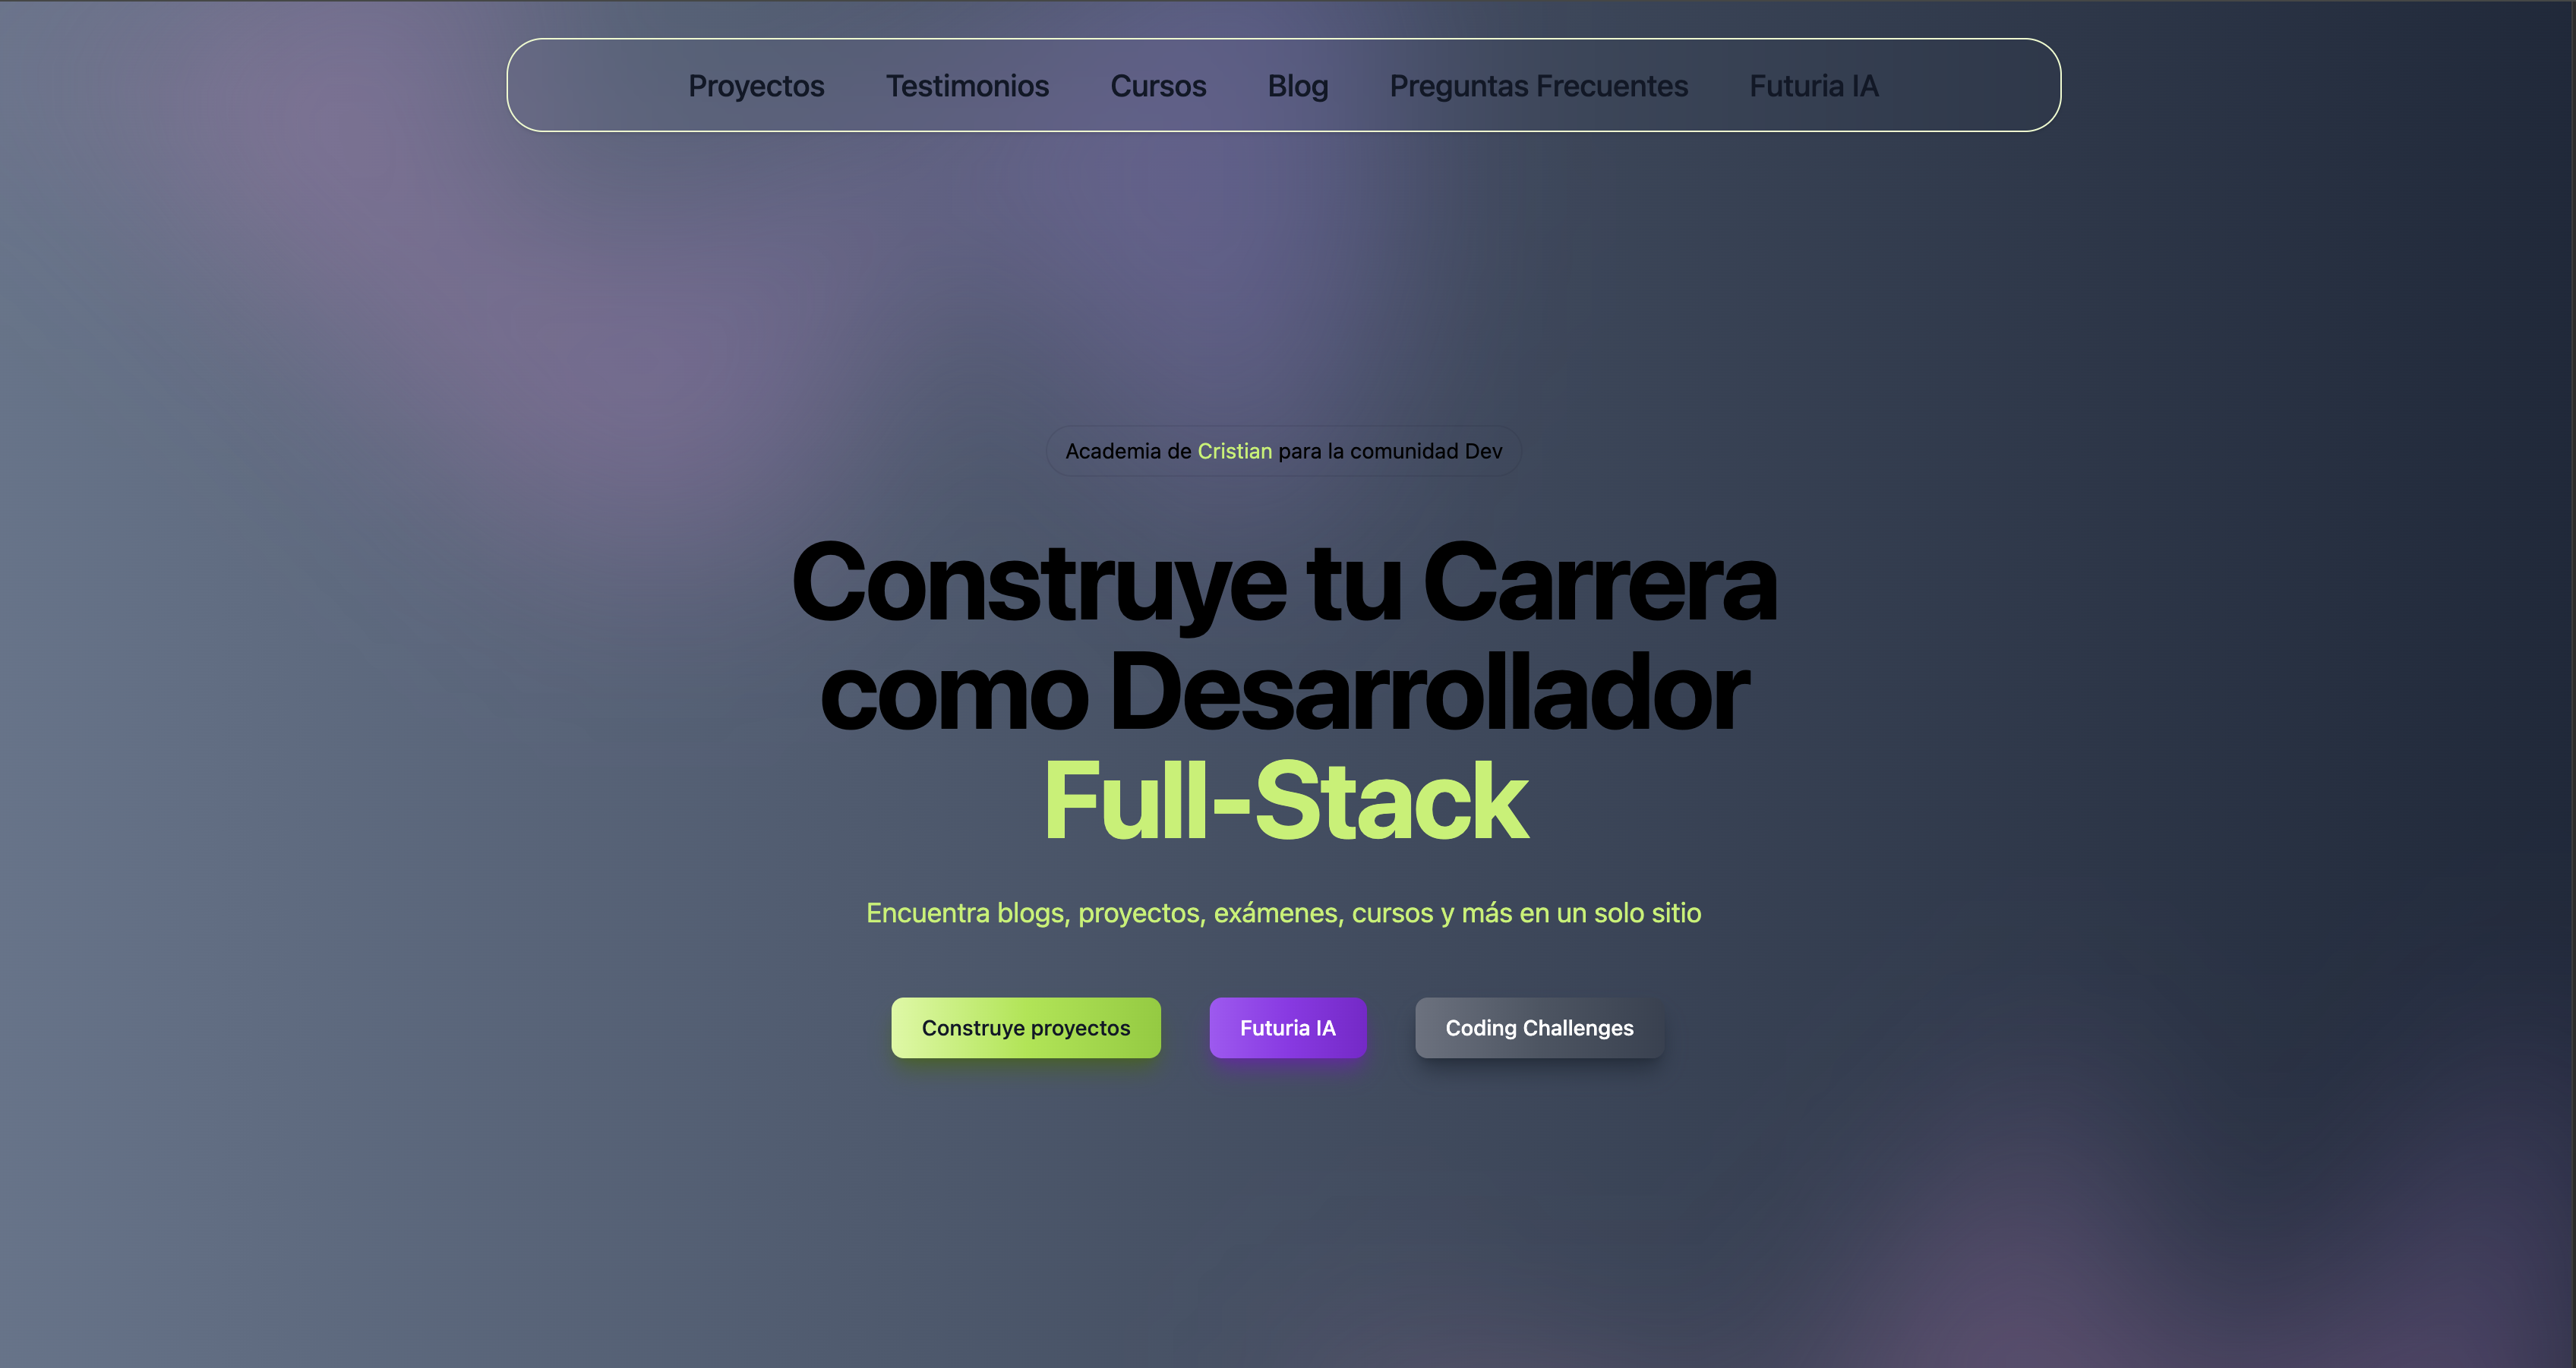 Proyectos Testimonios Cursos Blog Preguntas Frecuentes Futuria IA
Academia de Cristian para la comunidad Dev
Construye tu Carrera
como Desarrollador
Full-Stack
Encuentra blogs, proyectos, exámenes, cursos y más en un solo sitio
Construye proyectos Futuria IA Coding Challenges